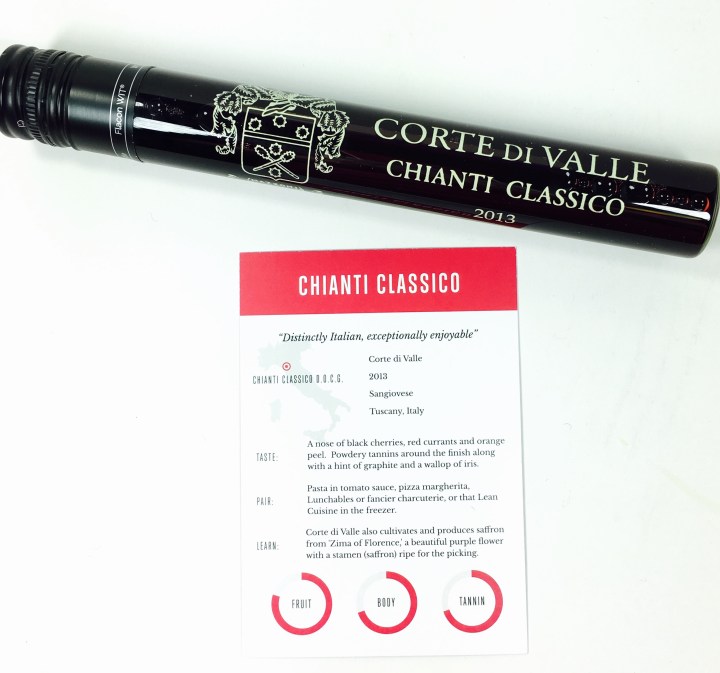 Flacon WIT®
CORTE DI VALLE
CHIANTI CLASSICO
2013
CHIANTI CLASSICO
“Distinctly Italian, exceptionally enjoyable”
CHIANTI CLASSICO D.O.C.G.
Corte di Valle
2013
Sangiovese
Tuscany, Italy
TASTE:
A nose of black cherries, red currants and orange
peel. Powdery tannins around the finish along
with a hint of graphite and a wallop of iris.
PAIR:
Pasta in tomato sauce, pizza margherita,
Lunchables or fancier charcuterie, or that Lean
Cuisine in the freezer.
LEARN:
Corte di Valle also cultivates and produces saffron
from 'Zima of Florence,' a beautiful purple flower
with a stamen (saffron) ripe for the picking.
FRUIT
BODY
TANNIN